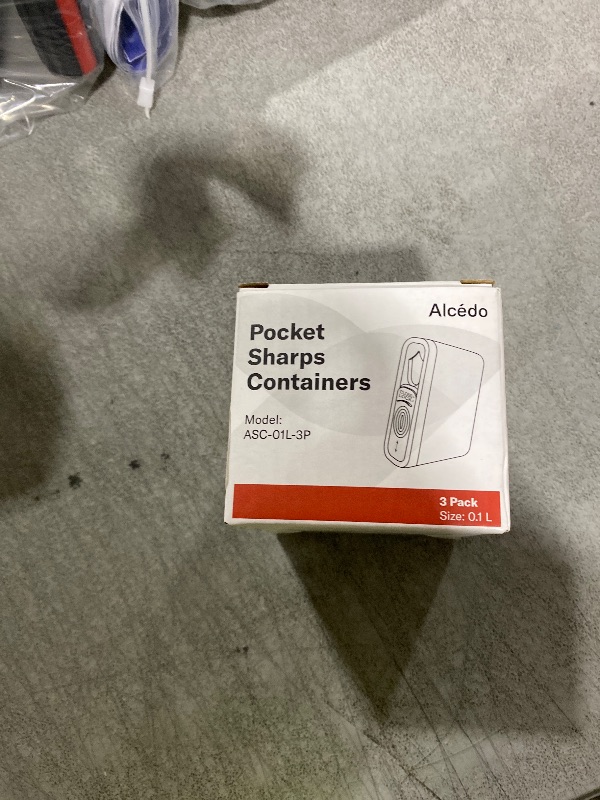 Alcédo
Pocket
Sharps
Containers
Model:
ASC-01L-3P
3 Pack
Size: 0.1 L